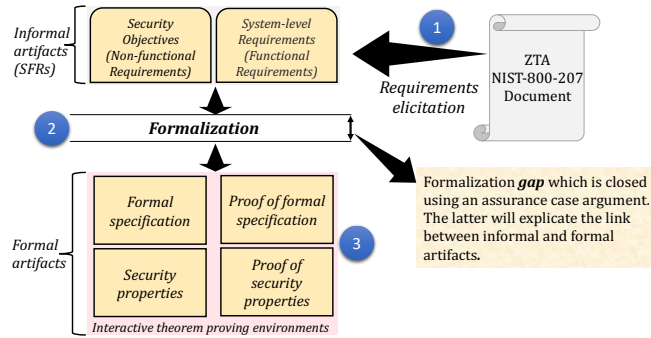 Informal
artifacts
(SFRs)
Security
Objectives
(Non-functional
Requirements)
System-level
Requirements
(Functional
Requirements)
1
Requirements
elicitation
ZTA
NIST-800-207
Document
2
Formalization
Formalization gap which is closed
using an assurance case argument.
The latter will explicate the link
between informal and formal
artifacts.
Formal
artifacts
Formal
specification
Proof of formal
specification
3
Security
properties
Proof of
security
properties
Interactive theorem proving environments